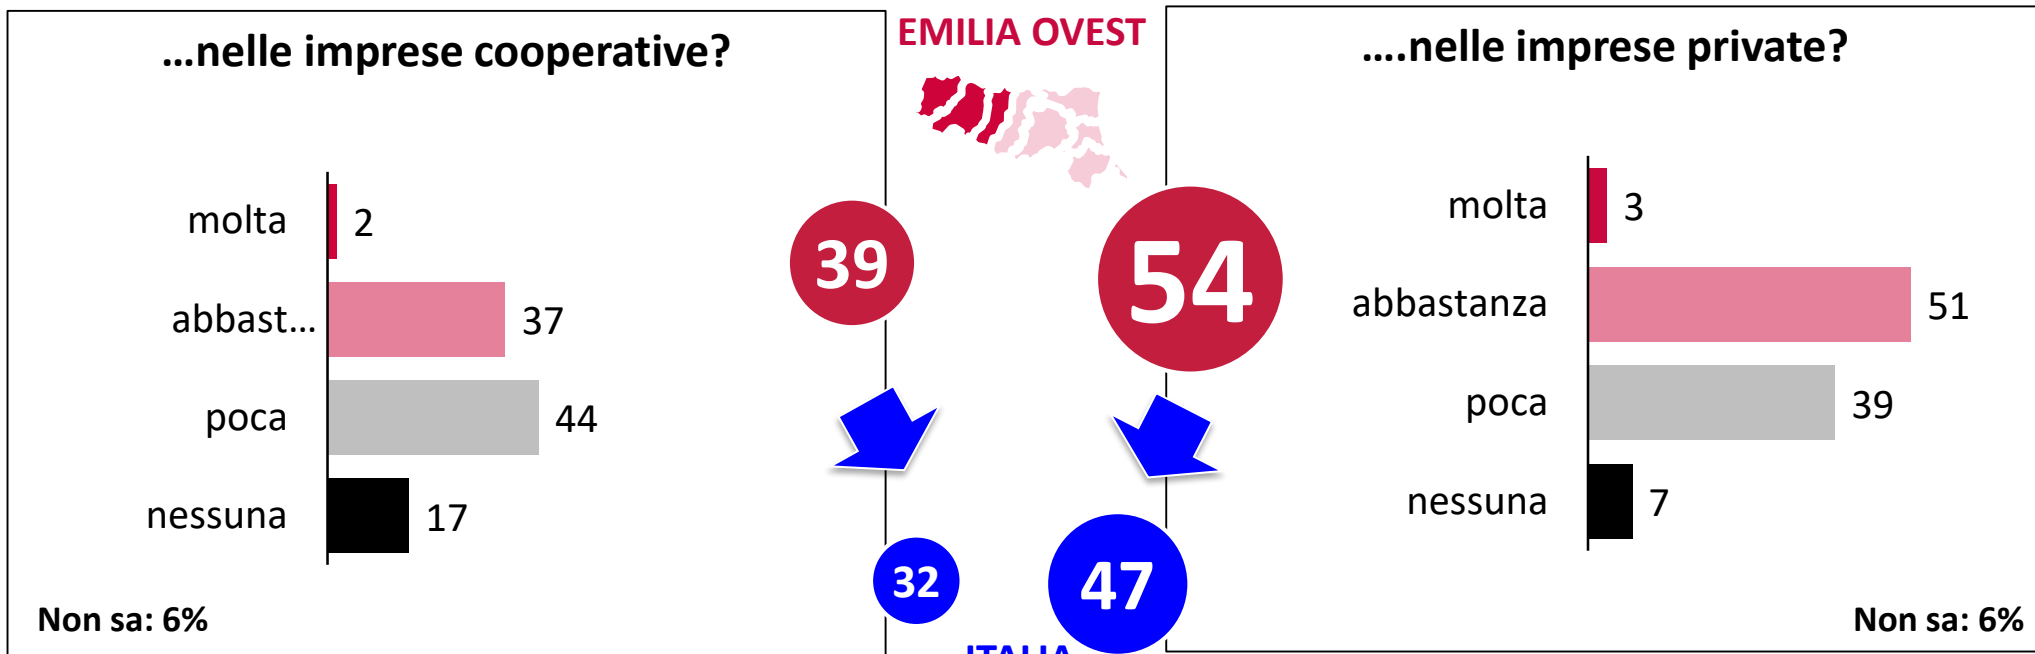 ...nelle imprese cooperative?
molta 2
abbast... 37
poca 44
nessuna 17
Non sa: 6%
EMILIA OVEST
39
54
32
47
ITALIA
....nelle imprese private?
molta 3
abbastanza 51
poca 39
nessuna 7
Non sa: 6%